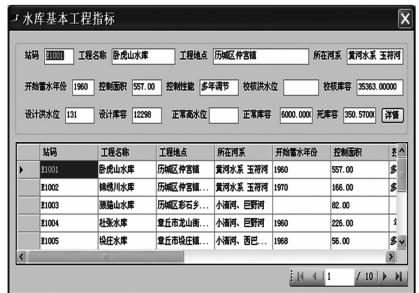 水库基本工程指标
站码 E1001 工程名称 卧虎山水库 工程地点 历城区仲宫镇 所在河系 黄河水系 玉符河
开始蓄水年份 1960 控制面积 557.00 控制性能 多年调节 校核洪水位 校核库容 35363.00000
设计洪水位 131 设计库容 12298 正常高水位 正常库容 6000.000( 死库容 350.5700( 详情
站码 工程名称 工程地点 所在河系 开始蓄水年份 控制面积
E1001 卧虎山水库 历城区仲宫镇 黄河水系 玉符河 1960 557.00 多
E1002 锦绣川水库 历城区仲宫镇... 黄河水系 玉符河 1970 166.00 多
E1003 狼猫山水库 历城区彩石乡... 小清河、巨野河 82.00
E1004 杜张水库 章丘市龙山街... 小清河、巨野河 1960 226.00
E1005 垛庄水库 章丘市垛庄镇... 小清河、西巴... 1968 56.00 多
1 / 10